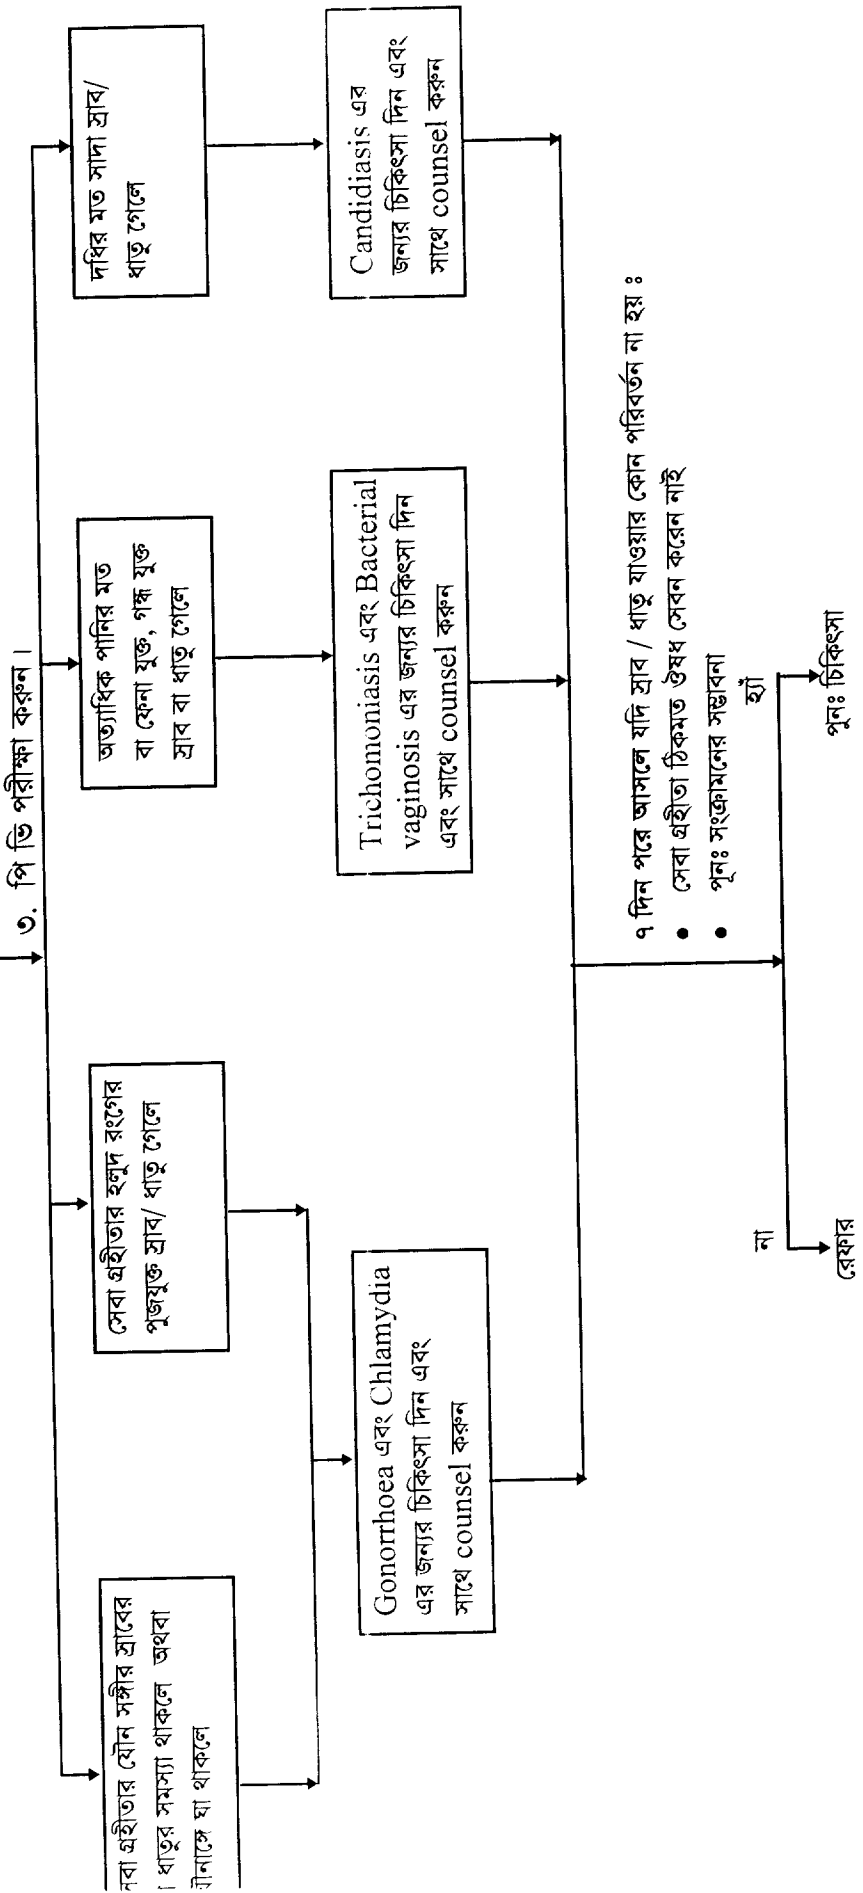 ৩. পি ভি পরীক্ষা করুন।
নবা গ্রহীতার যৌন সঙ্গীর স্রাবের
। ধাতুর সমস্যা থাকলে অথবা
ৗনাঙ্গে ঘা থাকলে
সেবা গ্রহীতার হলুদ রংগের
পুজযুক্ত স্রাব/ ধাতু গেলে
অত্যাধিক পানির মত
বা ফেনা যুক্ত, গন্ধ যুক্ত
স্রাব বা ধাতু গেলে
দধির মত সাদা স্রাব/
ধাতু গেলে
Gonorrhoea এবং Chlamydia
এর জন্যর চিকিৎসা দিন এবং
সাথে counsel করুন
Trichomoniasis এবং Bacterial
vaginosis এর জন্যর চিকিৎসা দিন
এবং সাথে counsel করুন
Candidiasis এর
জন্যর চিকিৎসা দিন এবং
সাথে counsel করুন
৭ দিন পরে আসলে যদি স্রাব / ধাতু যাওয়ার কোন পরিবর্তন না হয় ঃ
● সেবা গ্রহীতা ঠিকমত ঔষধ সেবন করেন নাই
● পূনঃ সংক্রামনের সম্ভাবনা
না
হ্যাঁ
রেফার
পূনঃ চিকিৎসা